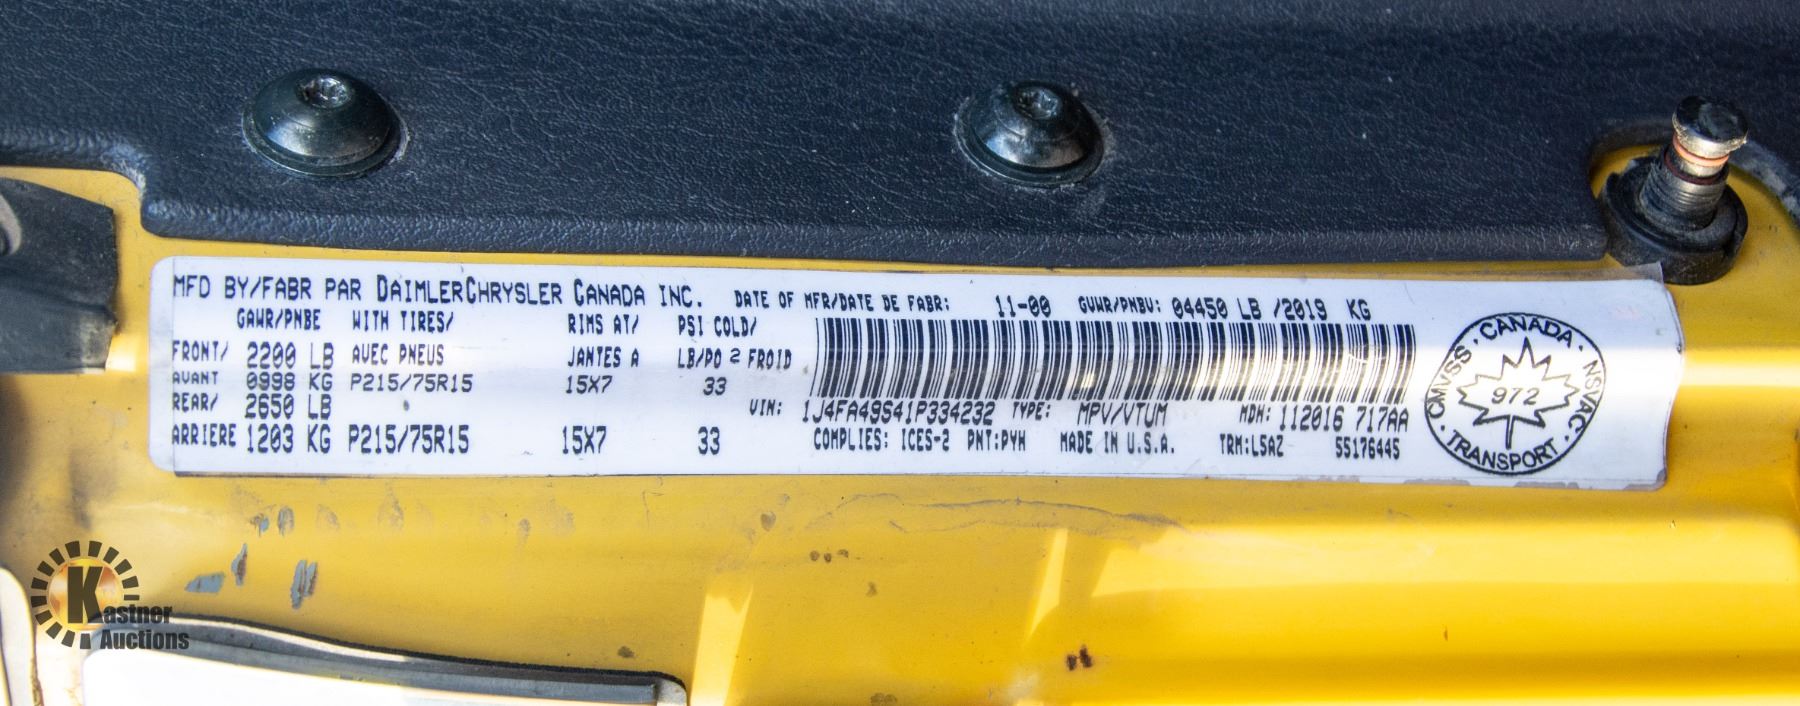 MFD BY/FABR PAR DAIMLERCHRYSLER CANADA INC. DATE OF MFR/DATE DE FABR: 11-00 GVWR/PNBV: 04450 LB /2019 KG
GAWR/PNBE WITH TIRES/ RIMS AT/ PSI COLD/
FRONT/ 2200 LB AVEC PNEUS JANTES A LB/PO 2 FROID
AVANT 0998 KG P215/75R15 15X7 33
REAR/ 2650 LB
ARRIERE 1203 KG P215/75R15 15X7 33
VIN: 1J4FA49S41P334232 TYPE: MPV/VTUM MDH: 112016 717AA
COMPLIES: ICES-2 PNT:PYH MADE IN U.S.A. TRM:L5AZ 55176445
CMVSS · CANADA · NSVAC · TRANSPORT ·
972
Kastner
Auctions